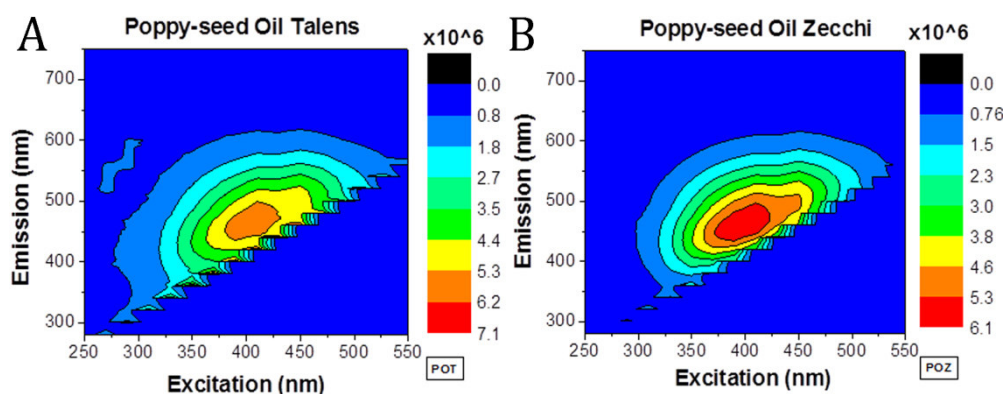 A
Poppy-seed Oil Talens
x10^6
Emission (nm)
700
600
500
400
300
250 300 350 400 450 500 550
Excitation (nm)
0.0
0.8
1.8
2.7
3.5
4.4
5.3
6.2
7.1
POT
B
Poppy-seed Oil Zecchi
x10^6
Emission (nm)
700
600
500
400
300
250 300 350 400 450 500 550
Excitation (nm)
0.0
0.76
1.5
2.3
3.0
3.8
4.6
5.3
6.1
POZ